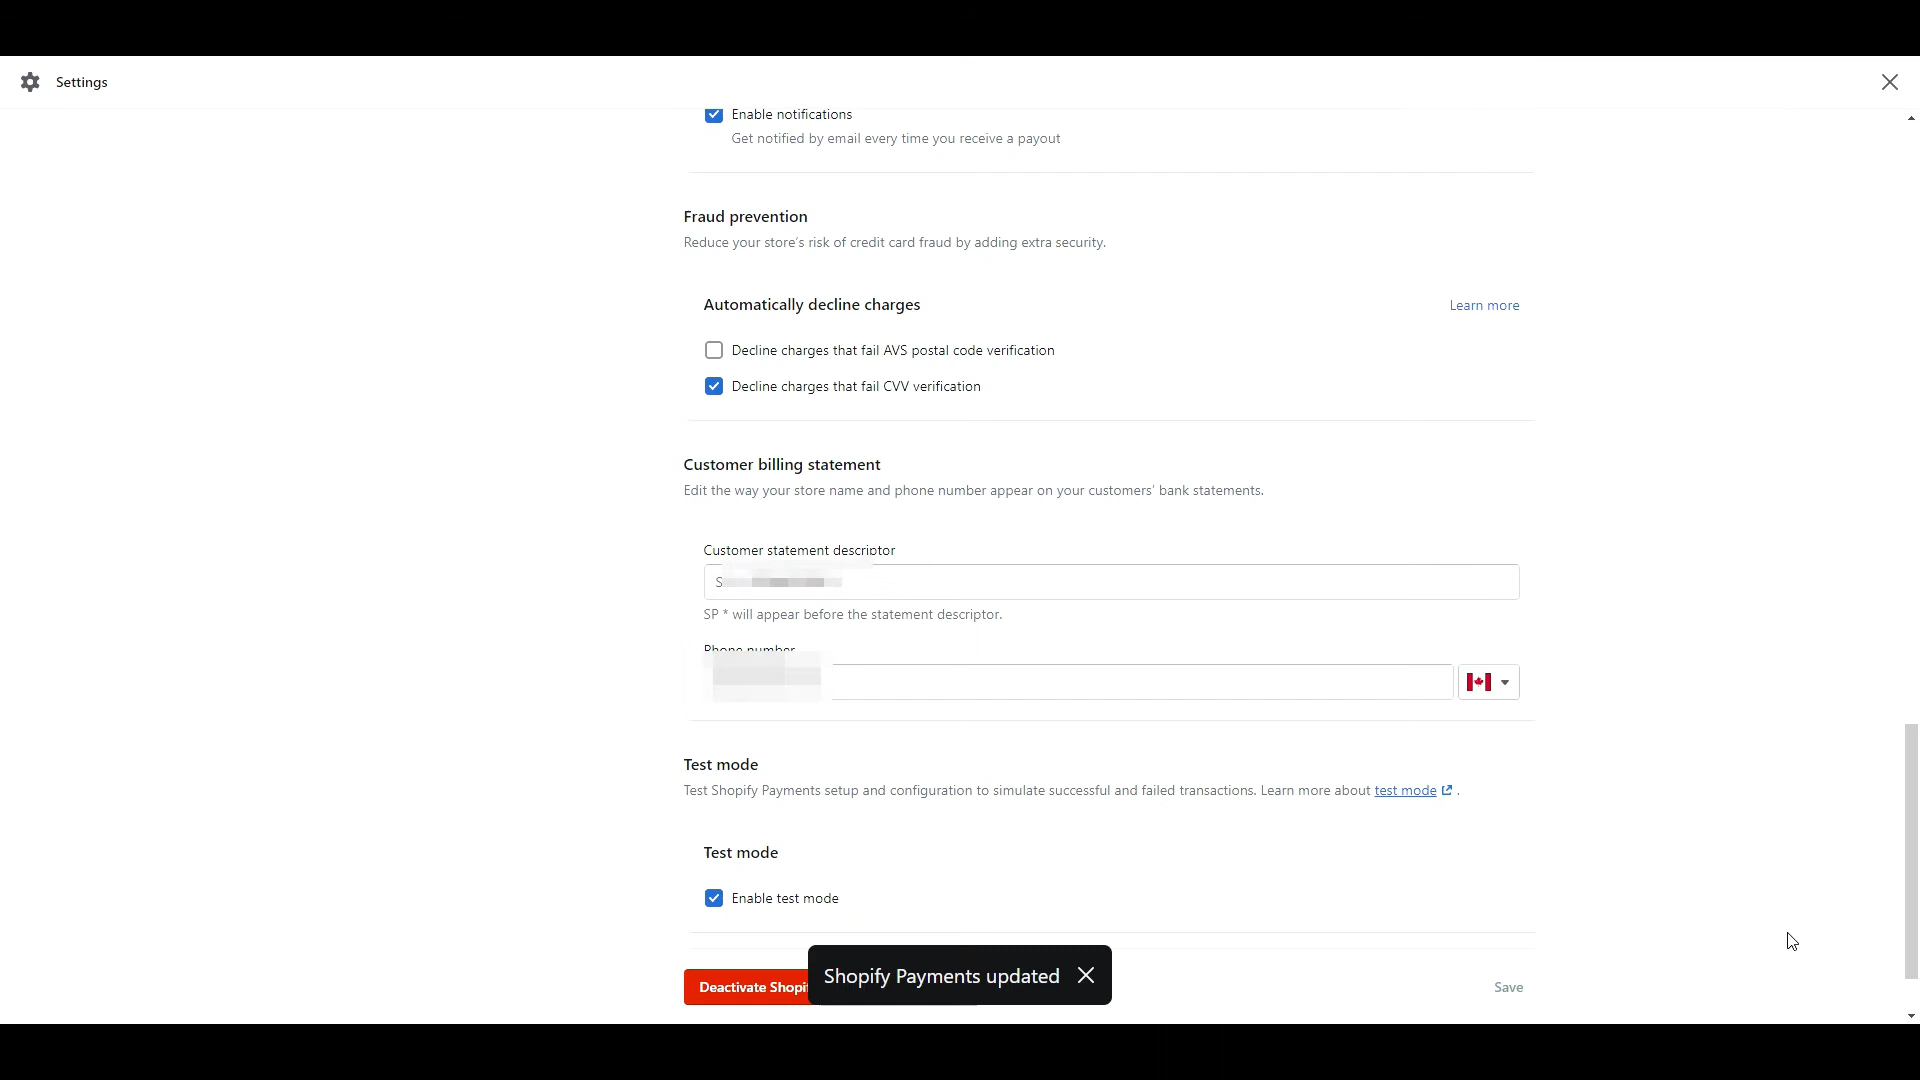 Settings
Enable notifications
Get notified by email every time you receive a payout
Fraud prevention
Reduce your store's risk of credit card fraud by adding extra security.
Automatically decline charges
Learn more
Decline charges that fail AVS postal code verification
Decline charges that fail CVV verification
Customer billing statement
Edit the way your store name and phone number appear on your customers' bank statements.
Customer statement descriptor
S
SP * will appear before the statement descriptor.
Phone number
Test mode
Test Shopify Payments setup and configuration to simulate successful and failed transactions. Learn more about test mode .
Test mode
Enable test mode
Deactivate
Shopify Payments updated
Save